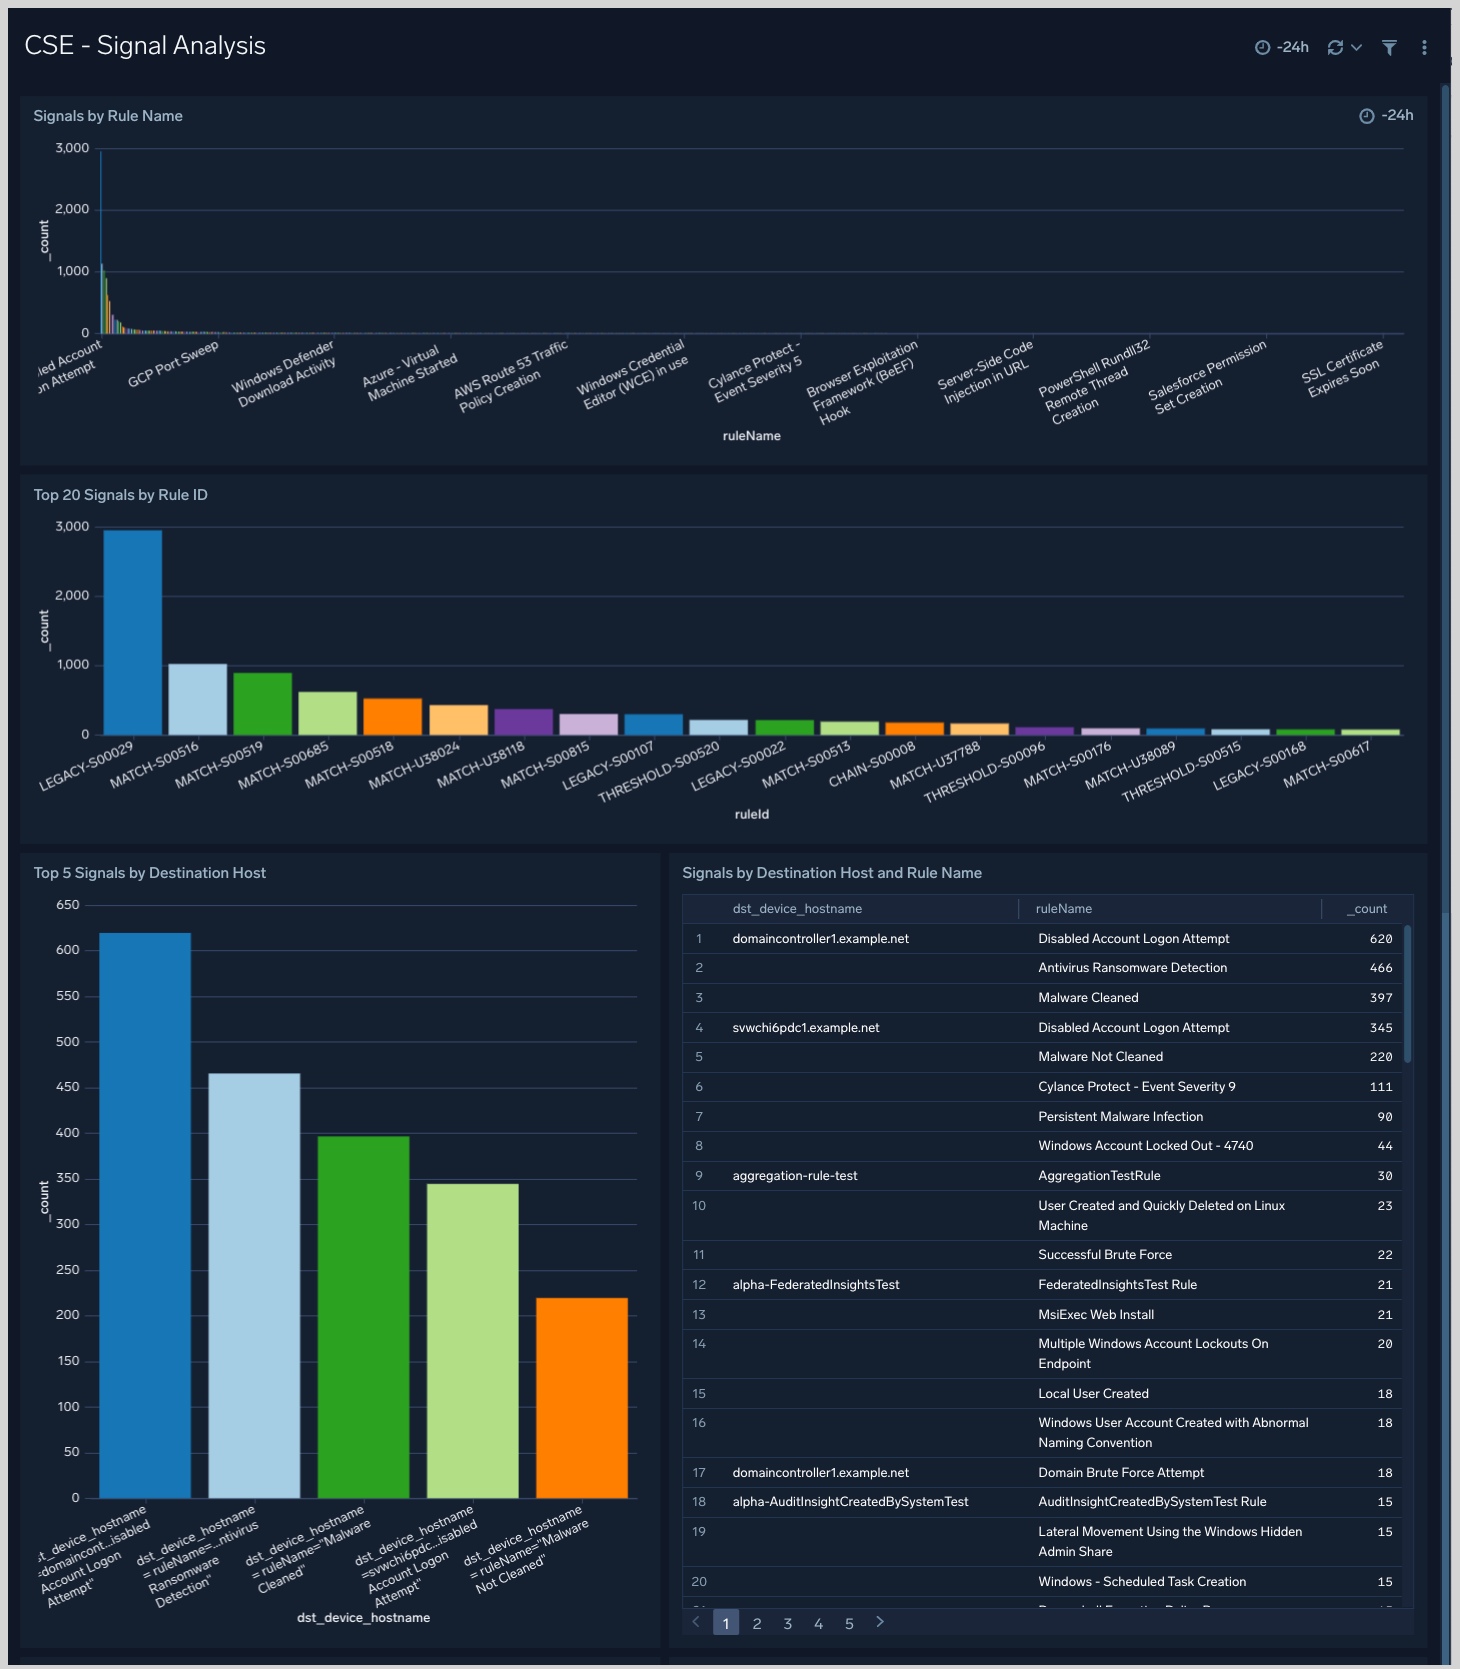 CSE - Signal Analysis
-24h
Signals by Rule Name
-24h
3,000
2,000
1,000
0
_count
Account
Attempt
GCP Port Sweep
Windows Defender
Download Activity
Azure - Virtual
Machine Started
AWS Route 53 Traffic
Policy Creation
Windows Credential
Editor (WCE) in use
Cylance Protect -
Event Severity 5
Browser Exploitation
Framework (BeEF)
Hook
Server-Side Code
Injection in URL
PowerShell Rundll32
Remote Thread
Creation
Salesforce Permission
Set Creation
SSL Certificate
Expires Soon
ruleName
Top 20 Signals by Rule ID
3,000
2,000
1,000
0
_count
LEGACY-S00029
MATCH-S00516
MATCH-S00519
MATCH-S00685
MATCH-S00518
MATCH-U38024
MATCH-U38118
MATCH-S00815
LEGACY-S00107
THRESHOLD-S00520
LEGACY-S00022
MATCH-S00513
CHAIN-S00008
MATCH-U37788
THRESHOLD-S00096
MATCH-S00176
MATCH-U38089
THRESHOLD-S00515
LEGACY-S00168
MATCH-S00617
ruleId
Top 5 Signals by Destination Host
650
600
550
500
450
400
350
300
250
200
150
100
50
0
_count
st_device_hostname
=domaincont...isabled
Account Logon
Attempt"
dst_device_hostname
= ruleName=...ntivirus
Ransomware
Detection"
dst_device_hostname
= ruleName="Malware
Cleaned"
dst_device_hostname
=svwchi6pdc...isabled
Account Logon
Attempt"
dst_device_hostname
= ruleName="Malware
Not Cleaned"
dst_device_hostname
Signals by Destination Host and Rule Name
dst_device_hostname ruleName _count
1 domaincontroller1.example.net Disabled Account Logon Attempt 620
2 Antivirus Ransomware Detection 466
3 Malware Cleaned 397
4 svwchi6pdc1.example.net Disabled Account Logon Attempt 345
5 Malware Not Cleaned 220
6 Cylance Protect - Event Severity 9 111
7 Persistent Malware Infection 90
8 Windows Account Locked Out - 4740 44
9 aggregation-rule-test AggregationTestRule 30
10 User Created and Quickly Deleted on Linux 23
Machine
11 Successful Brute Force 22
12 alpha-FederatedInsightsTest FederatedInsightsTest Rule 21
13 MsiExec Web Install 21
14 Multiple Windows Account Lockouts On 20
Endpoint
15 Local User Created 18
16 Windows User Account Created with Abnormal 18
Naming Convention
17 domaincontroller1.example.net Domain Brute Force Attempt 18
18 alpha-AuditInsightCreatedBySystemTest AuditInsightCreatedBySystemTest Rule 15
19 Lateral Movement Using the Windows Hidden 15
Admin Share
20 Windows - Scheduled Task Creation 15
1 2 3 4 5